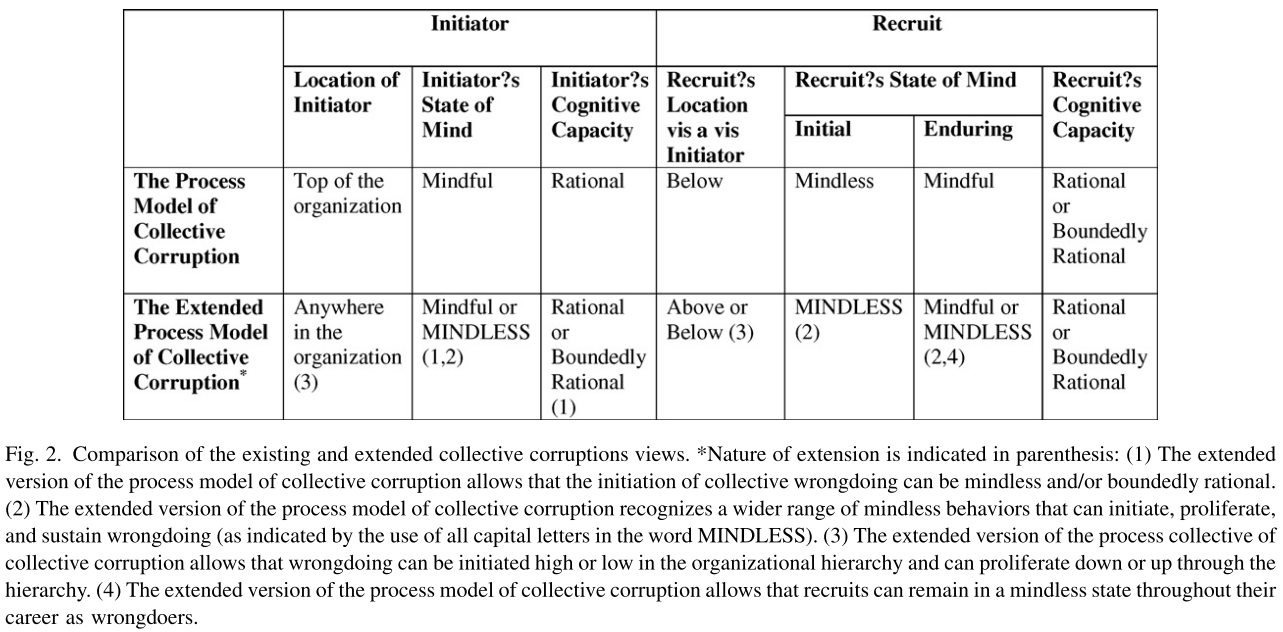 Initiator Recruit
Location of Initiator?s Initiator?s Recruit?s Recruit?s State of Mind Recruit?s
Initiator State of Cognitive Location Cognitive
Mind Capacity vis a vis Initial Enduring Capacity
Initiator
The Process Top of the Mindful Rational Below Mindless Mindful Rational
Model of organization or
Collective Boundedly
Corruption Rational
The Extended Anywhere Mindful or Rational Above or MINDLESS Mindful or Rational
Process Model in the MINDLESS or Below (3) (2) MINDLESS or
of Collective organization (1,2) Boundedly (2,4) Boundedly
Corruption* (3) Rational Rational
(1)
Fig. 2. Comparison of the existing and extended collective corruptions views. *Nature of extension is indicated in parenthesis: (1) The extended
version of the process model of collective corruption allows that the initiation of collective wrongdoing can be mindless and/or boundedly rational.
(2) The extended version of the process model of collective corruption recognizes a wider range of mindless behaviors that can initiate, proliferate,
and sustain wrongdoing (as indicated by the use of all capital letters in the word MINDLESS). (3) The extended version of the process collective of
collective corruption allows that wrongdoing can be initiated high or low in the organizational hierarchy and can proliferate down or up through the
hierarchy. (4) The extended version of the process model of collective corruption allows that recruits can remain in a mindless state throughout their
career as wrongdoers.